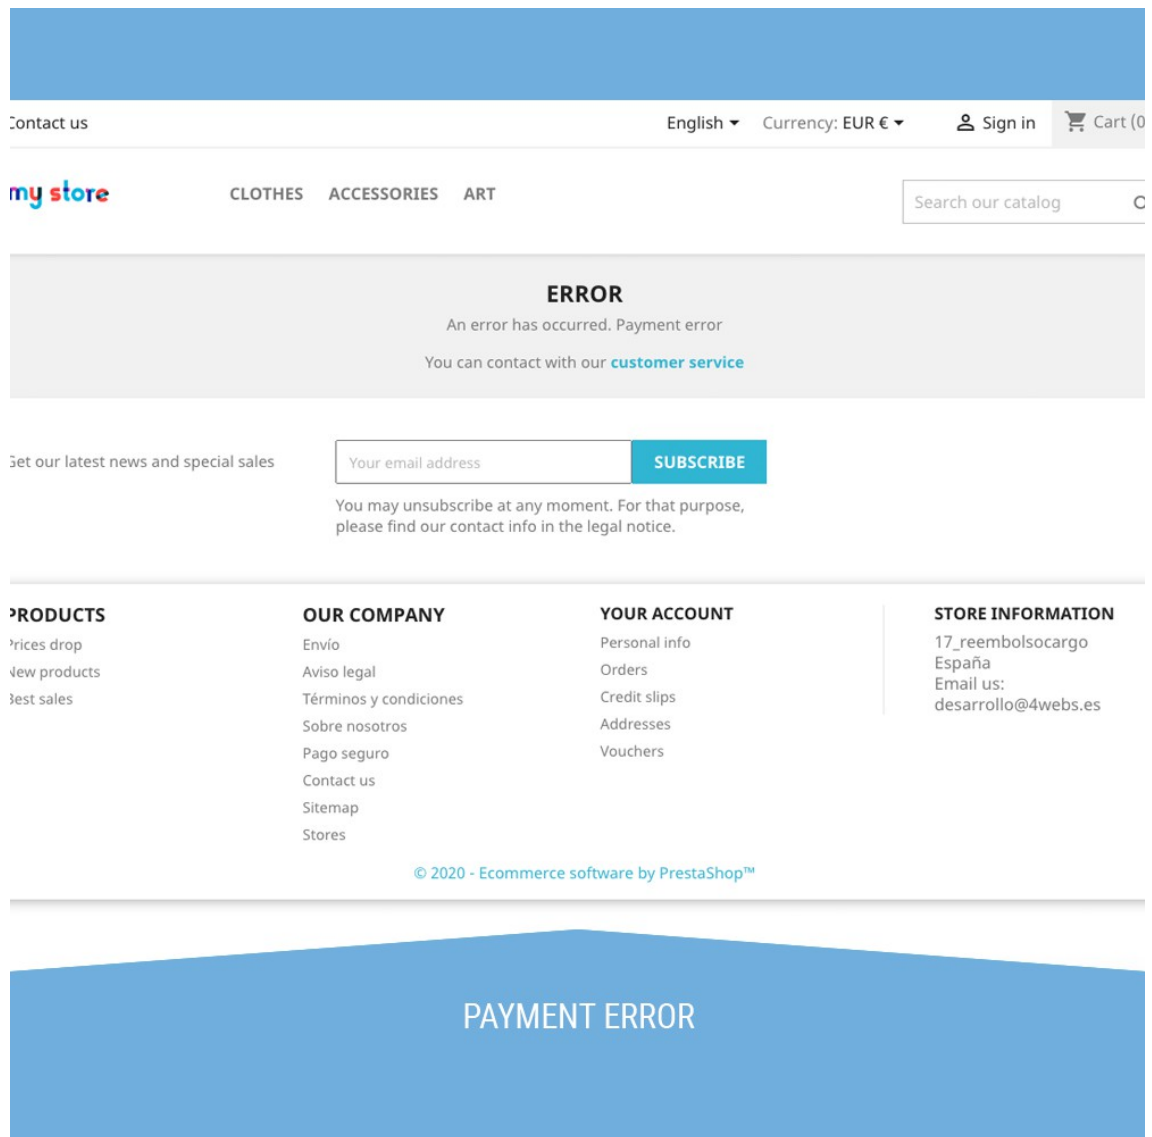 Contact us
English Currency: EUR € Sign in Cart (0
my store CLOTHES ACCESSORIES ART Search our catalog
ERROR
An error has occurred. Payment error
You can contact with our customer service
Get our latest news and special sales Your email address SUBSCRIBE
You may unsubscribe at any moment. For that purpose,
please find our contact info in the legal notice.
PRODUCTS
Prices drop
New products
Best sales
OUR COMPANY
Envío
Aviso legal
Términos y condiciones
Sobre nosotros
Pago seguro
Contact us
Sitemap
Stores
YOUR ACCOUNT
Personal info
Orders
Credit slips
Addresses
Vouchers
STORE INFORMATION
17_reembolsocargo
España
Email us:
desarrollo@4webs.es
© 2020 - Ecommerce software by PrestaShop™
PAYMENT ERROR